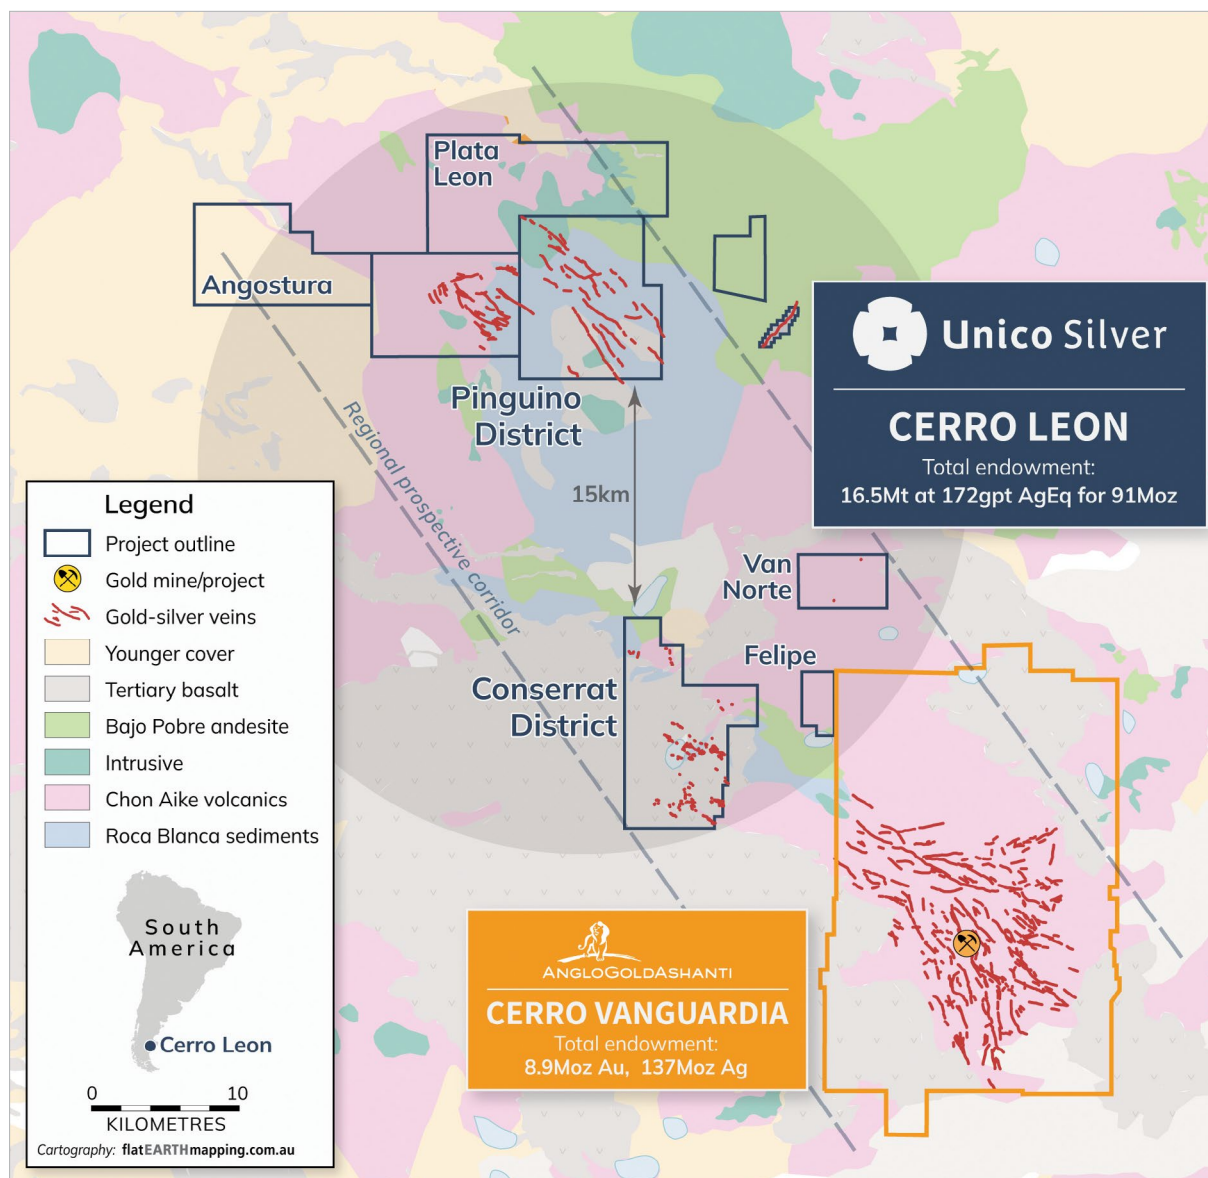 Plata
Leon
Angostura
Pinguino
District
Regional prospective corridor
15km
Unico Silver
CERRO LEON
Total endowment:
16.5Mt at 172gpt AgEq for 91Moz
Van
Norte
Felipe
Conserrat
District
Legend
Project outline
Gold mine/project
Gold-silver veins
Younger cover
Tertiary basalt
Bajo Pobre andesite
Intrusive
Chon Aike volcanics
Roca Blanca sediments
South
America
Cerro Leon
0 10
KILOMETRES
Cartography: flatEARTHmapping.com.au
ANGLOGOLDASHANTI
CERRO VANGUARDIA
Total endowment:
8.9Moz Au, 137Moz Ag